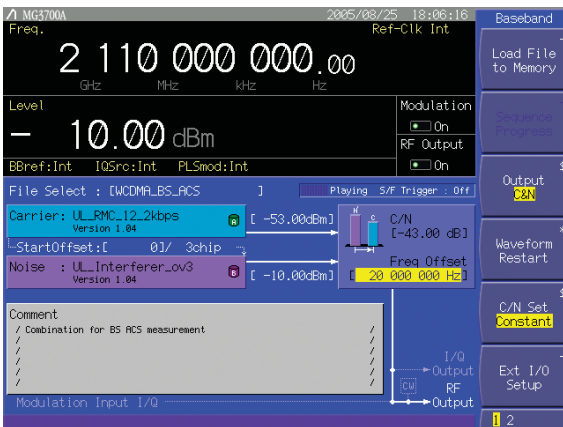 MG3700A 2005/08/25 18:06:16 Baseband
Freq. Ref-Clk Int
2 110 000 000.00
GHz MHz kHz Hz
Load File
to Memory
Level
- 10.00 dBm
Modulation
On
RF Output
On
Sequence
Progress
BBref:Int IQSrc:Int PLSmod:Int
File Select : [WCDMA_BS_ACS ] Playing S/F Trigger : Off
Output
C&N
Carrier: UL_RMC_12_2kbps
Version 1.04
[ -53.00dBm]
C/N
[-43.00 dB]
StartOffset:[ 0]/ 3chip
Noise : UL_Interferer_ov3
Version 1.04
[ -10.00dBm]
Freq Offset
[ 20 000 000 Hz]
Waveform
Restart
Comment
/ Combination for BS ACS measurement /
/ /
/ /
/ /
/ /
C/N Set
Constant
I/Q
Output
CW
RF
Output
Modulation Input I/Q
Ext I/O
Setup
1 2